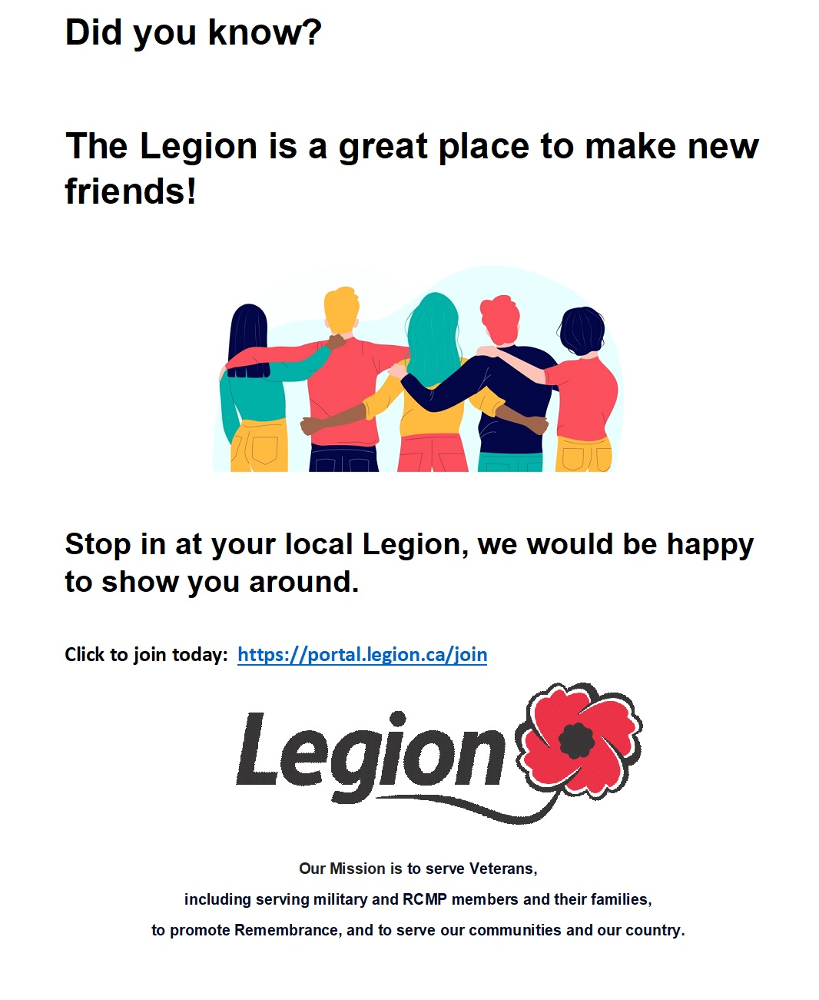 Did you know?
The Legion is a great place to make new
friends!
Stop in at your local Legion, we would be happy
to show you around.
Click to join today: https://portal.legion.ca/join
Legion
Our Mission is to serve Veterans,
including serving military and RCMP members and their families,
to promote Remembrance, and to serve our communities and our country.